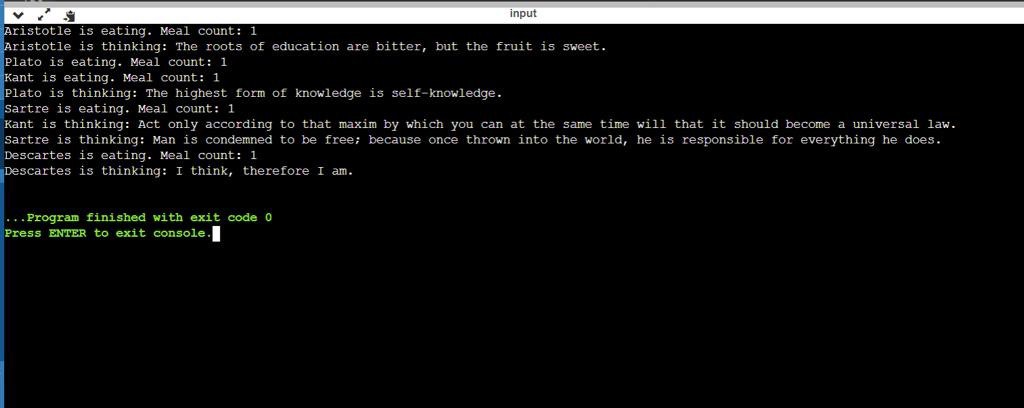 input
Aristotle is eating. Meal count: 1
Aristotle is thinking: The roots of education are bitter, but the fruit is sweet.
Plato is eating. Meal count: 1
Kant is eating. Meal count: 1
Plato is thinking: The highest form of knowledge is self-knowledge.
Sartre is eating. Meal count: 1
Kant is thinking: Act only according to that maxim by which you can at the same time will that it should become a universal law.
Sartre is thinking: Man is condemned to be free; because once thrown into the world, he is responsible for everything he does.
Descartes is eating. Meal count: 1
Descartes is thinking: I think, therefore I am.
...Program finished with exit code 0
Press ENTER to exit console.